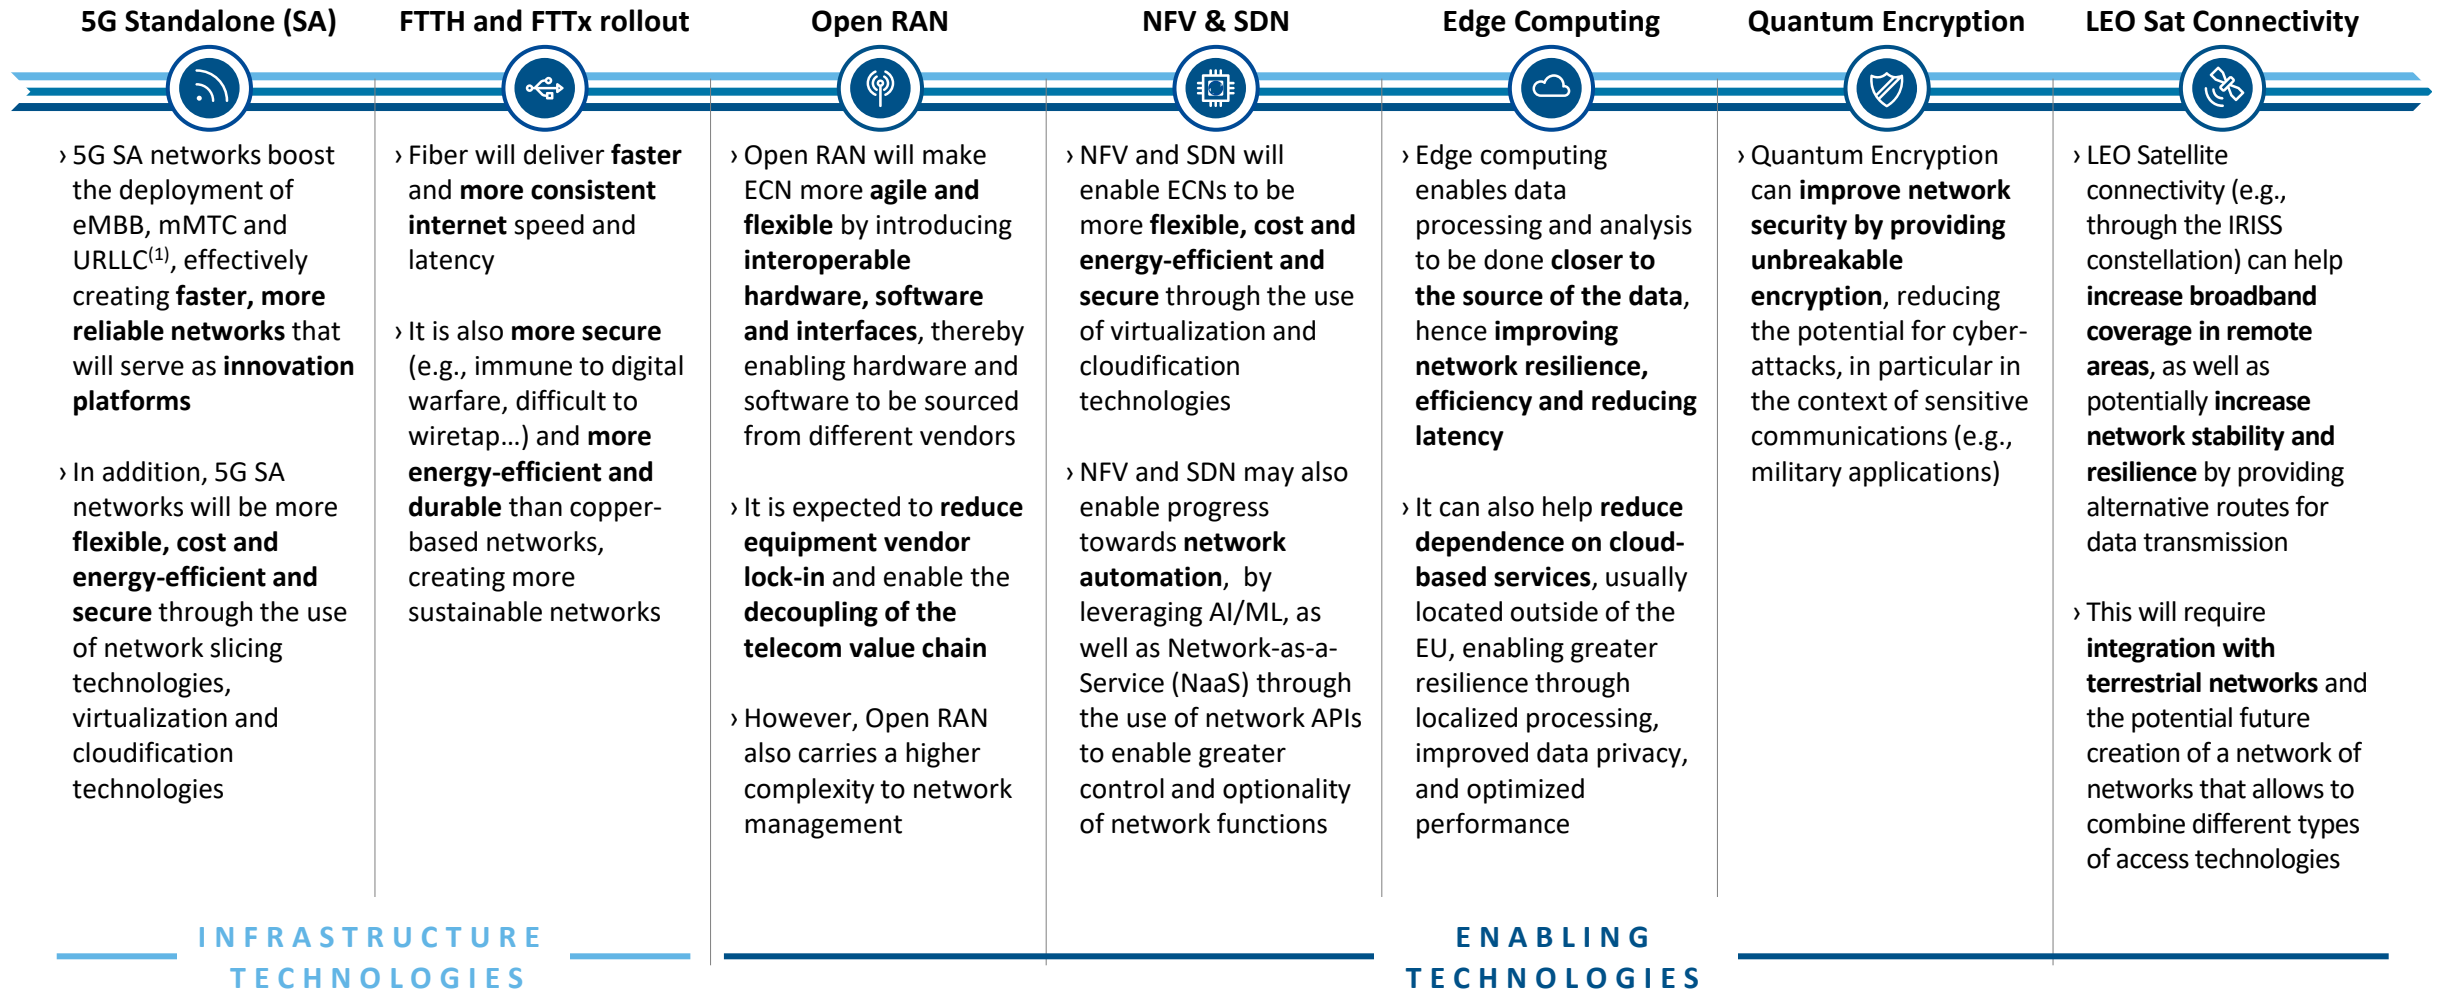 5G Standalone (SA)
› 5G SA networks boost
the deployment of
eMBB, mMTC and
URLLC(1), effectively
creating faster, more
reliable networks that
will serve as innovation
platforms
› In addition, 5G SA
networks will be more
flexible, cost and
energy-efficient and
secure through the use
of network slicing
technologies,
virtualization and
cloudification
technologies
FTTH and FTTx rollout
› Fiber will deliver faster
and more consistent
internet speed and
latency
› It is also more secure
(e.g., immune to digital
warfare, difficult to
wiretap…) and more
energy-efficient and
durable than copper-
based networks,
creating more
sustainable networks
Open RAN
› Open RAN will make
ECN more agile and
flexible by introducing
interoperable
hardware, software
and interfaces, thereby
enabling hardware and
software to be sourced
from different vendors
› It is expected to reduce
equipment vendor
lock-in and enable the
decoupling of the
telecom value chain
› However, Open RAN
also carries a higher
complexity to network
management
NFV & SDN
› NFV and SDN will
enable ECNs to be
more flexible, cost and
energy-efficient and
secure through the use
of virtualization and
cloudification
technologies
› NFV and SDN may also
enable progress
towards network
automation, by
leveraging AI/ML, as
well as Network-as-a-
Service (NaaS) through
the use of network APIs
to enable greater
control and optionality
of network functions
Edge Computing
› Edge computing
enables data
processing and analysis
to be done closer to
the source of the data,
hence improving
network resilience,
efficiency and reducing
latency
› It can also help reduce
dependence on cloud-
based services, usually
located outside of the
EU, enabling greater
resilience through
localized processing,
improved data privacy,
and optimized
performance
Quantum Encryption
› Quantum Encryption
can improve network
security by providing
unbreakable
encryption, reducing
the potential for cyber-
attacks, in particular in
the context of sensitive
communications (e.g.,
military applications)
LEO Sat Connectivity
› LEO Satellite
connectivity (e.g.,
through the IRISS
constellation) can help
increase broadband
coverage in remote
areas, as well as
potentially increase
network stability and
resilience by providing
alternative routes for
data transmission
› This will require
integration with
terrestrial networks and
the potential future
creation of a network of
networks that allows to
combine different types
of access technologies
INFRASTRUCTURE
TECHNOLOGIES
ENABLING
TECHNOLOGIES